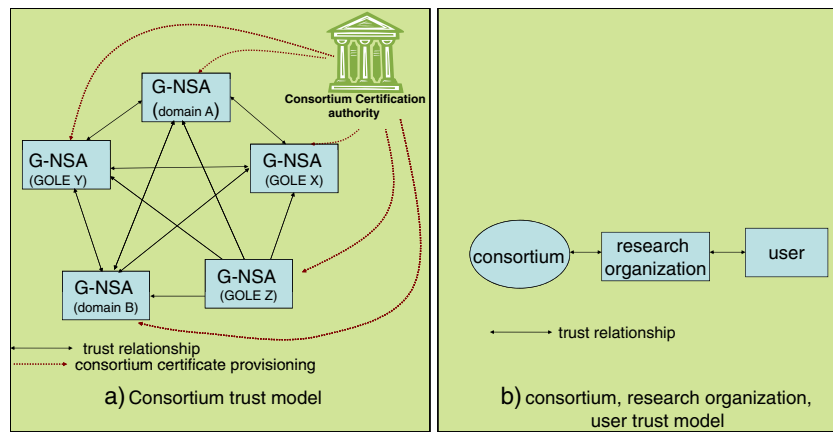 G-NSA
(domain A)
Consortium Certification
authority
G-NSA
(GOLE Y)
G-NSA
(GOLE X)
G-NSA
(domain B)
G-NSA
(GOLE Z)
trust relationship
consortium certificate provisioning
a) Consortium trust model
consortium
research
organization
user
trust relationship
b) consortium, research organization,
user trust model